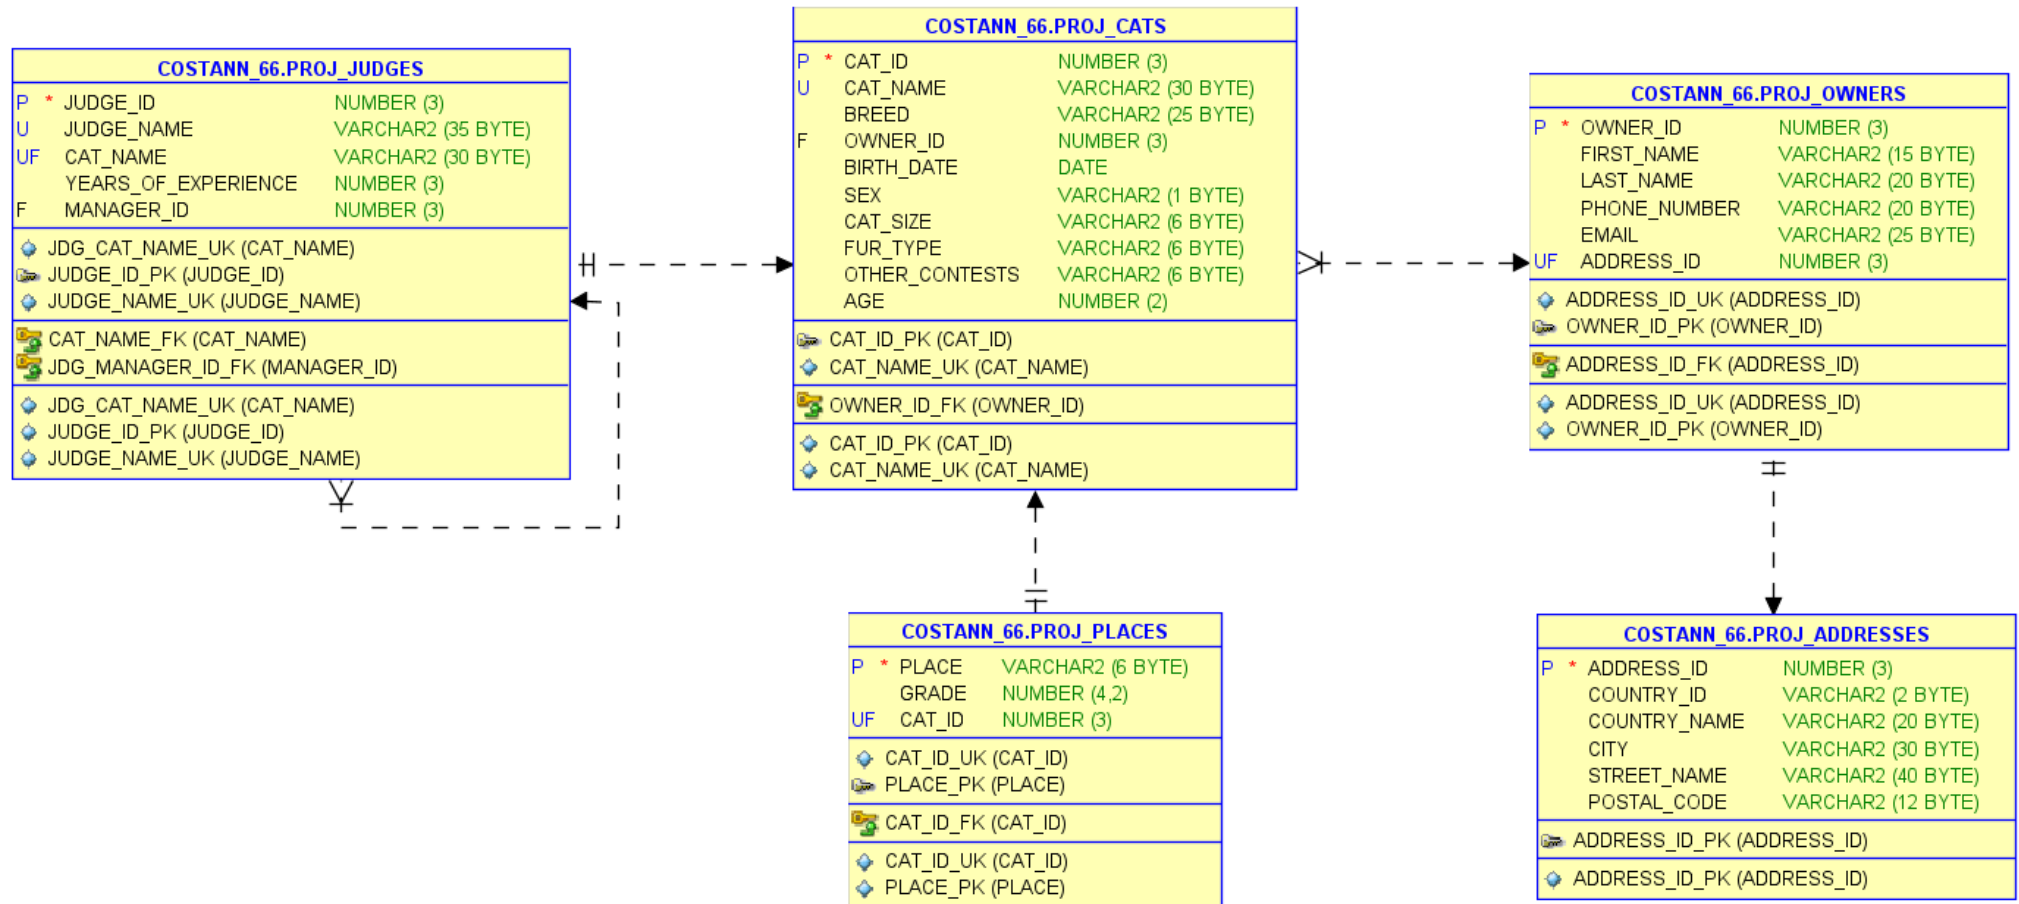 COSTANN_66.PROJ_JUDGES
P * JUDGE_ID NUMBER (3)
U JUDGE_NAME VARCHAR2 (35 BYTE)
UF CAT_NAME VARCHAR2 (30 BYTE)
YEARS_OF_EXPERIENCE NUMBER (3)
F MANAGER_ID NUMBER (3)
JDG_CAT_NAME_UK (CAT_NAME)
JUDGE_ID_PK (JUDGE_ID)
JUDGE_NAME_UK (JUDGE_NAME)
CAT_NAME_FK (CAT_NAME)
JDG_MANAGER_ID_FK (MANAGER_ID)
JDG_CAT_NAME_UK (CAT_NAME)
JUDGE_ID_PK (JUDGE_ID)
JUDGE_NAME_UK (JUDGE_NAME)
COSTANN_66.PROJ_CATS
P * CAT_ID NUMBER (3)
U CAT_NAME VARCHAR2 (30 BYTE)
BREED VARCHAR2 (25 BYTE)
F OWNER_ID NUMBER (3)
BIRTH_DATE DATE
SEX VARCHAR2 (1 BYTE)
CAT_SIZE VARCHAR2 (6 BYTE)
FUR_TYPE VARCHAR2 (6 BYTE)
OTHER_CONTESTS VARCHAR2 (6 BYTE)
AGE NUMBER (2)
CAT_ID_PK (CAT_ID)
CAT_NAME_UK (CAT_NAME)
OWNER_ID_FK (OWNER_ID)
CAT_ID_PK (CAT_ID)
CAT_NAME_UK (CAT_NAME)
COSTANN_66.PROJ_OWNERS
P * OWNER_ID NUMBER (3)
FIRST_NAME VARCHAR2 (15 BYTE)
LAST_NAME VARCHAR2 (20 BYTE)
PHONE_NUMBER VARCHAR2 (20 BYTE)
EMAIL VARCHAR2 (25 BYTE)
UF ADDRESS_ID NUMBER (3)
ADDRESS_ID_UK (ADDRESS_ID)
OWNER_ID_PK (OWNER_ID)
ADDRESS_ID_FK (ADDRESS_ID)
ADDRESS_ID_UK (ADDRESS_ID)
OWNER_ID_PK (OWNER_ID)
COSTANN_66.PROJ_PLACES
P * PLACE VARCHAR2 (6 BYTE)
GRADE NUMBER (4,2)
UF CAT_ID NUMBER (3)
CAT_ID_UK (CAT_ID)
PLACE_PK (PLACE)
CAT_ID_FK (CAT_ID)
CAT_ID_UK (CAT_ID)
PLACE_PK (PLACE)
COSTANN_66.PROJ_ADDRESSES
P * ADDRESS_ID NUMBER (3)
COUNTRY_ID VARCHAR2 (2 BYTE)
COUNTRY_NAME VARCHAR2 (20 BYTE)
CITY VARCHAR2 (30 BYTE)
STREET_NAME VARCHAR2 (40 BYTE)
POSTAL_CODE VARCHAR2 (12 BYTE)
ADDRESS_ID_PK (ADDRESS_ID)
ADDRESS_ID_PK (ADDRESS_ID)